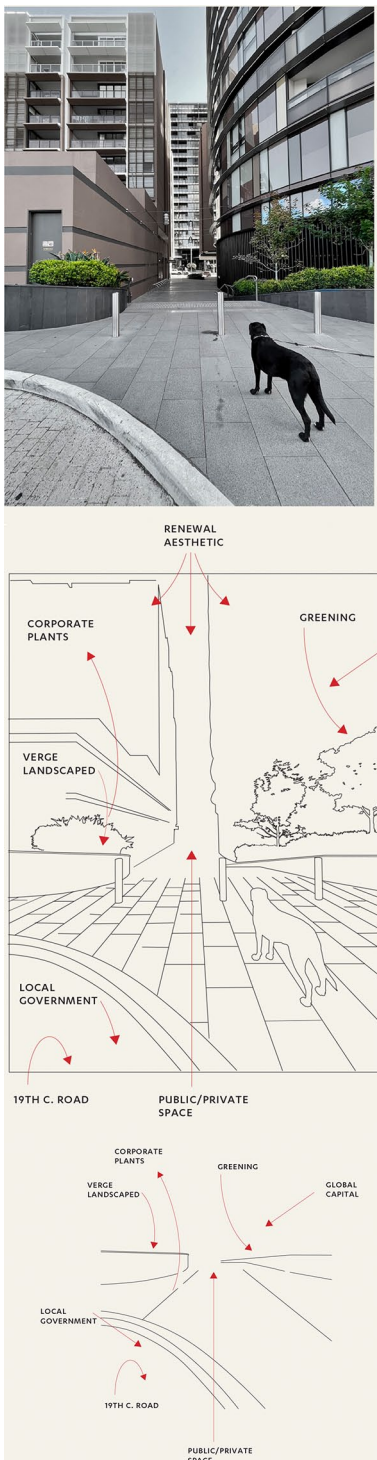 RENEWAL
AESTHETIC
CORPORATE
PLANTS
GREENING
VERGE
LANDSCAPED
LOCAL
GOVERNMENT
19TH C. ROAD
PUBLIC/PRIVATE
SPACE
CORPORATE
PLANTS
GREENING
VERGE
LANDSCAPED
GLOBAL
CAPITAL
LOCAL
GOVERNMENT
19TH C. ROAD
PUBLIC/PRIVATE
SPACE